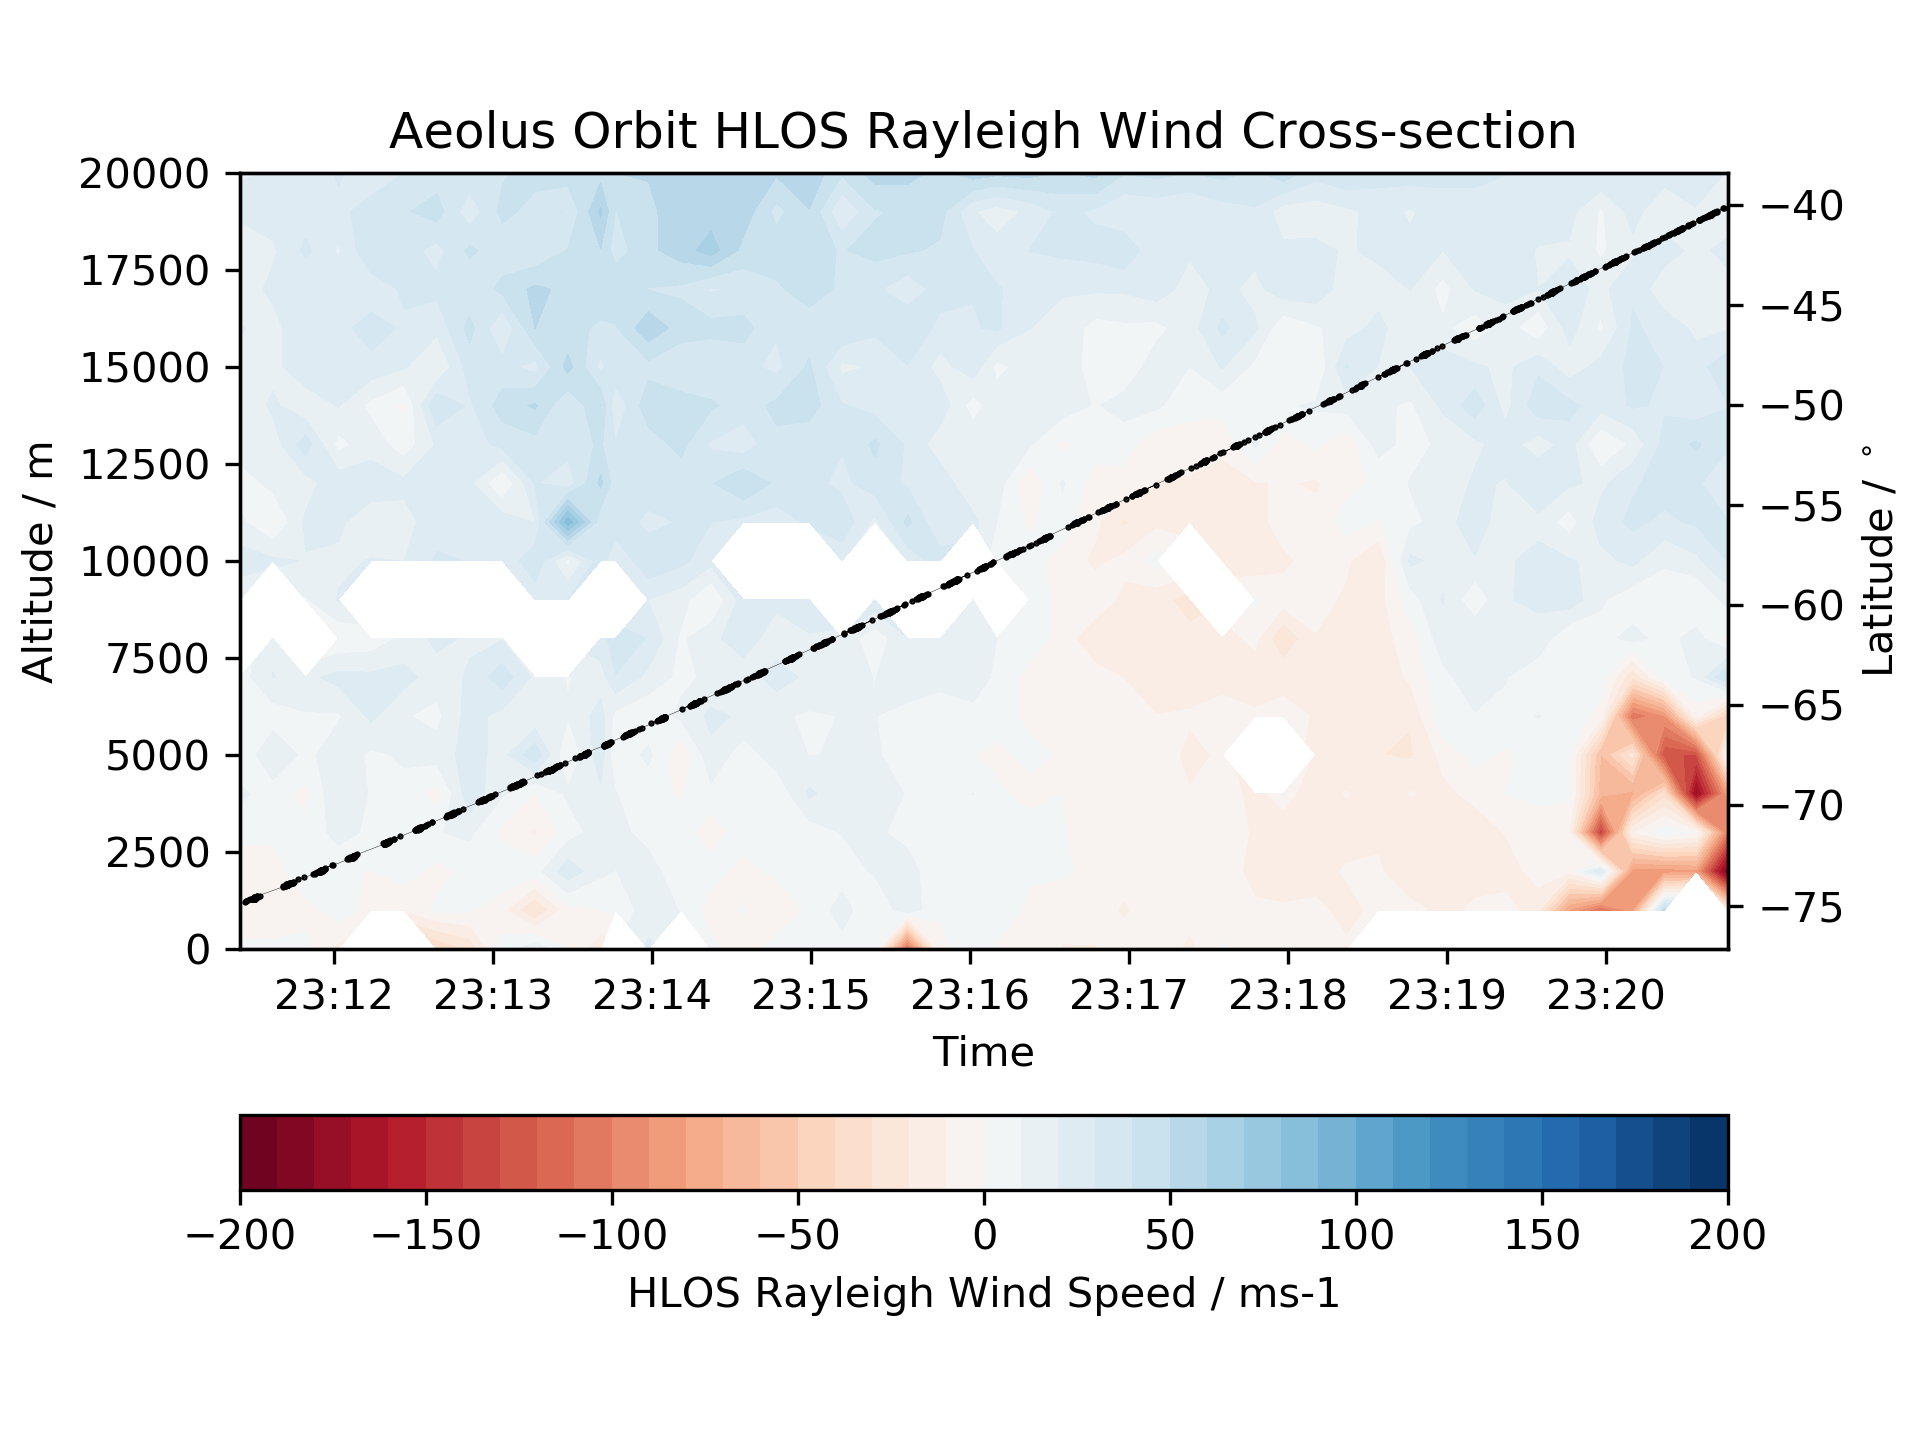 Aeolus Orbit HLOS Rayleigh Wind Cross-section
20000
17500
15000
12500
10000
7500
5000
2500
0
Altitude / m
−40
−45
−50
−55
−60
−65
−70
−75
Latitude / °
23:12 23:13 23:14 23:15 23:16 23:17 23:18 23:19 23:20
Time
−200 −150 −100 −50 0 50 100 150 200
HLOS Rayleigh Wind Speed / ms-1